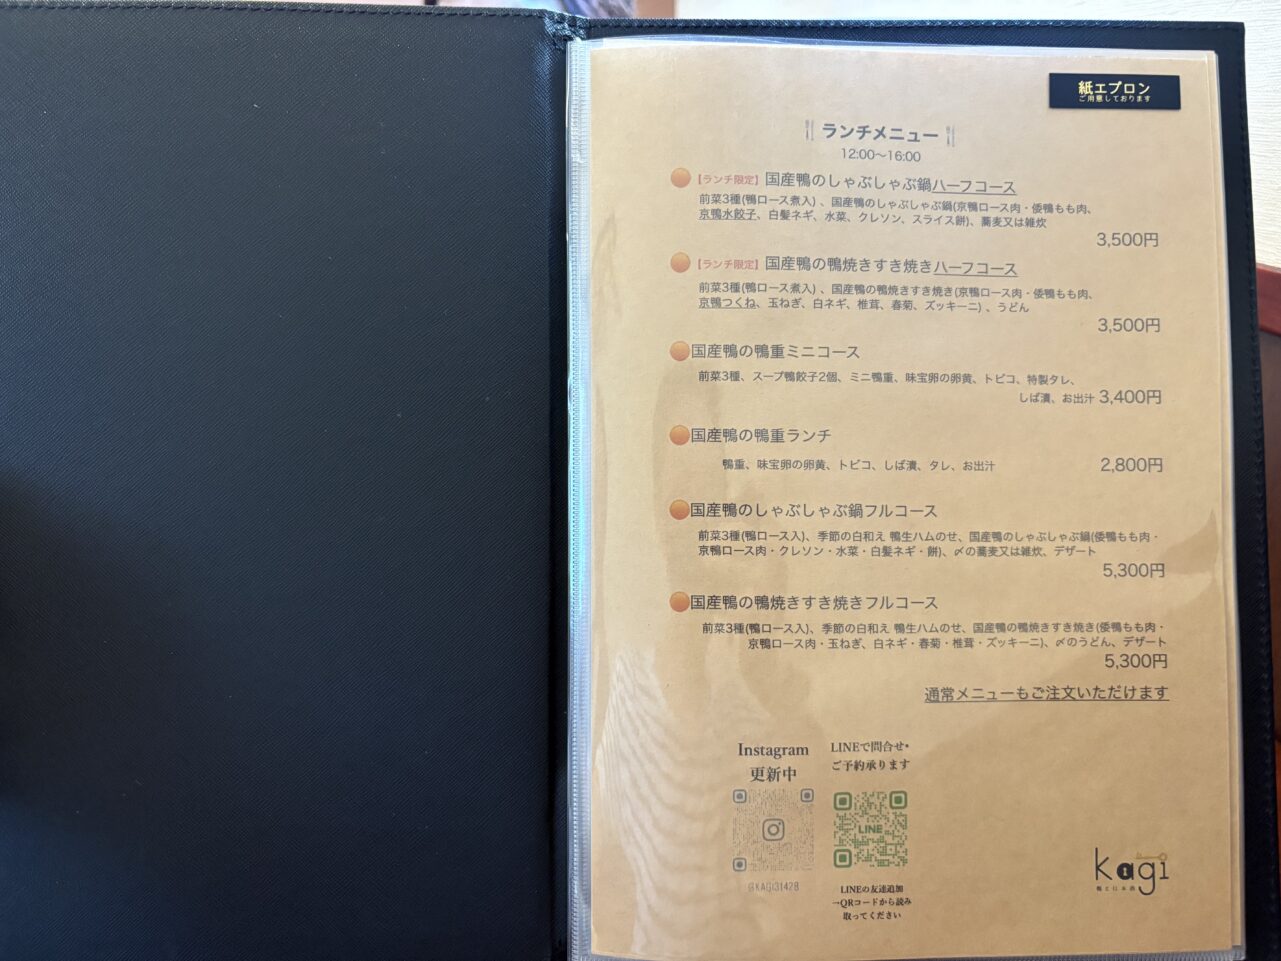 紙エプロン
ご用意しております
ランチメニュー
12:00〜16:00
【ランチ限定】国産鴨のしゃぶしゃぶ鍋ハーフコース
前菜3種(鴨ロース煮入)、国産鴨のしゃぶしゃぶ鍋(京鴨ロース肉・倭鴨もも肉、
京鴨水餃子、白髪ネギ、水菜、クレソン、スライス餅)、蕎麦又は雑炊
3,500円
【ランチ限定】国産鴨の鴨焼きすき焼きハーフコース
前菜3種(鴨ロース煮入)、国産鴨の鴨焼きすき焼き(京鴨ロース肉・倭鴨もも肉、
京鴨つくね、玉ねぎ、白ネギ、椎茸、春菊、ズッキーニ)、うどん
3,500円
国産鴨の鴨重ミニコース
前菜3種、スープ鴨餃子2個、ミニ鴨重、味宝卵の卵黄、トビコ、特製タレ、
しば漬、お出汁 3,400円
国産鴨の鴨重ランチ
鴨重、味宝卵の卵黄、トビコ、しば漬、タレ、お出汁 2,800円
国産鴨のしゃぶしゃぶ鍋フルコース
前菜3種(鴨ロース入)、季節の白和え 鴨生ハムのせ、国産鴨のしゃぶしゃぶ鍋(倭鴨もも肉・
京鴨ロース肉・クレソン・水菜・白髪ネギ・餅)、〆の蕎麦又は雑炊、デザート
5,300円
国産鴨の鴨焼きすき焼きフルコース
前菜3種(鴨ロース入)、季節の白和え 鴨生ハムのせ、国産鴨の鴨焼きすき焼き(倭鴨もも肉・
京鴨ロース肉・玉ねぎ、白ネギ・春菊・椎茸・ズッキーニ)、〆のうどん、デザート
5,300円
通常メニューもご注文いただけます
Instagram
更新中
@KAGI31428
LINEで問合せ・
ご予約承ります
LINE
LINEの友達追加
→QRコードから読み
取ってください
kagi
鴨と日本酒